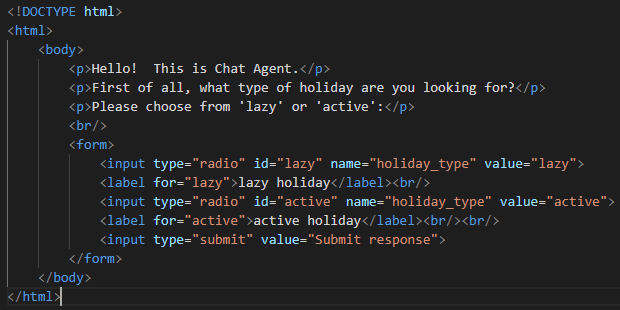 <!DOCTYPE html>
<html>
    <body>
        <p>Hello!  This is Chat Agent.</p>
        <p>First of all, what type of holiday are you looking for?</p>
        <p>Please choose from 'lazy' or 'active':</p>
        <br/>
        <form>
            <input type="radio" id="lazy" name="holiday_type" value="lazy">
            <label for="lazy">lazy holiday</label><br/>
            <input type="radio" id="active" name="holiday_type" value="active">
            <label for="active">active holiday</label><br/><br/>
            <input type="submit" value="Submit response">
        </form>
    </body>
</html>